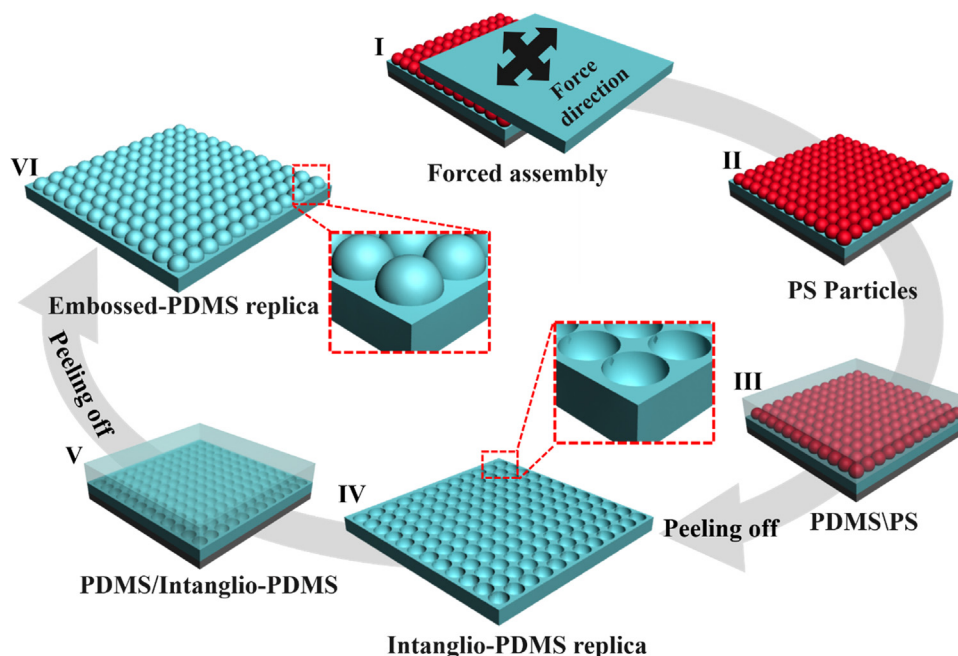 I
Force
direction
Forced assembly
II
PS Particles
III
PDMS\PS
Peeling off
IV
Intanglio-PDMS replica
V
PDMS/Intanglio-PDMS
Peeling off
VI
Embossed-PDMS replica